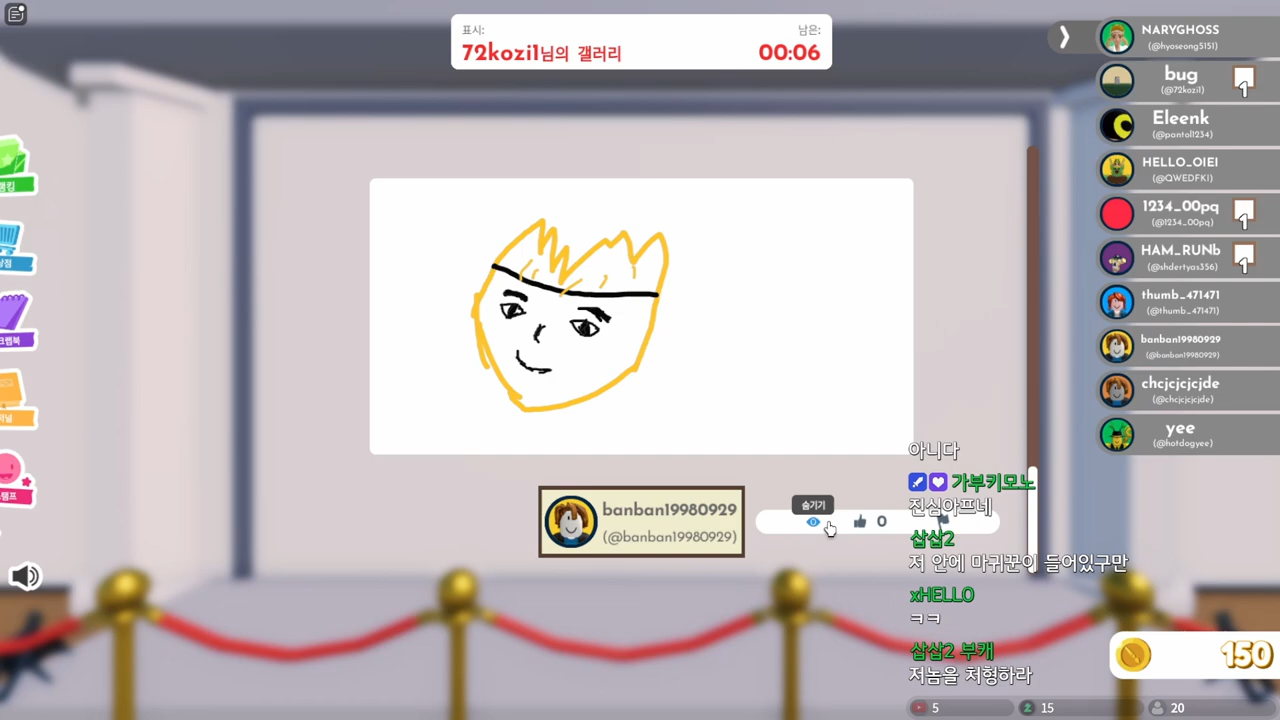 표시:
72kozi1님의 갤러리
남은:
00:06
NARYGHOSS
(@hyoseong5151)
bug
(@72kozi1)
1
Eleenk
(@pantol1234)
HELLO_OIEI
(@QWEDFKI)
1234_00pq
(@1234_00pq)
1
HAM_RUNb
(@shdertyas356)
1
thumb_471471
(@thumb_471471)
banban19980929
(@banban19980929)
chcjcjcjcjde
(@chcjcjcjcjde)
yee
(@hotdogyee)
banban19980929
(@banban19980929)
숨기기
0
아니다
가부키모노
진심아프네
삽삽2
저 안에 마귀꾼이 들어있구만
xHELLO
ㅋㅋ
삽삽2 부캐
저놈을 처형하라
150
5
15
20